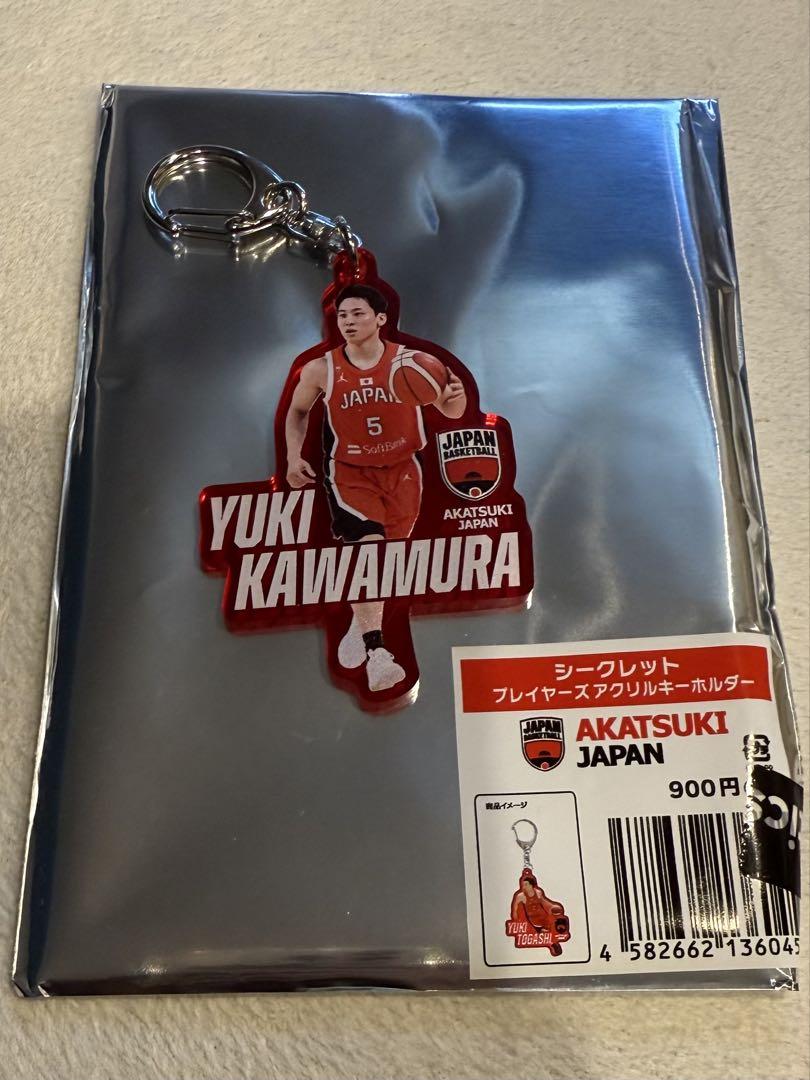 JAPAN
5
SoftBank
JAPAN
BASKETBALL
AKATSUKI
JAPAN
YUKI
KAWAMURA
シークレット
プレイヤーズアクリルキーホルダー
JAPAN
BASKETBALL
AKATSUKI
JAPAN
900円
商品イメージ
YUKI
TOGASHI
4 582662 136045